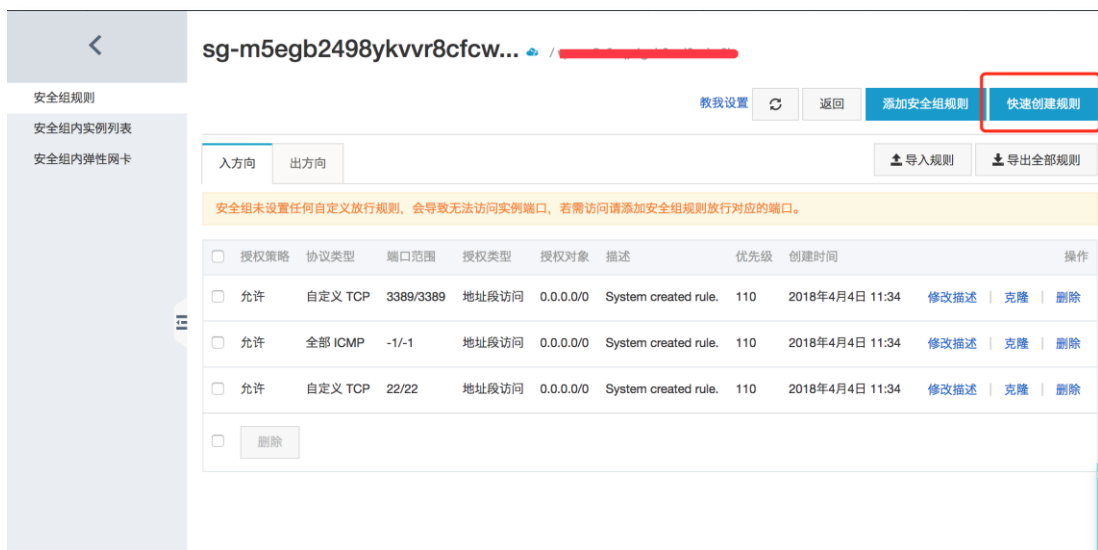 sg-m5egb2498ykvvr8cfcw... /
安全组规则
安全组内实例列表
安全组内弹性网卡
教我设置 返回 添加安全组规则 快速创建规则
入方向 出方向 导入规则 导出全部规则
安全组未设置任何自定义放行规则，会导致无法访问实例端口，若需访问请添加安全组规则放行对应的端口。
授权策略 协议类型 端口范围 授权类型 授权对象 描述 优先级 创建时间 操作
允许 自定义 TCP 3389/3389 地址段访问 0.0.0.0/0 System created rule. 110 2018年4月4日 11:34 修改描述 | 克隆 | 删除
允许 全部 ICMP -1/-1 地址段访问 0.0.0.0/0 System created rule. 110 2018年4月4日 11:34 修改描述 | 克隆 | 删除
允许 自定义 TCP 22/22 地址段访问 0.0.0.0/0 System created rule. 110 2018年4月4日 11:34 修改描述 | 克隆 | 删除
删除